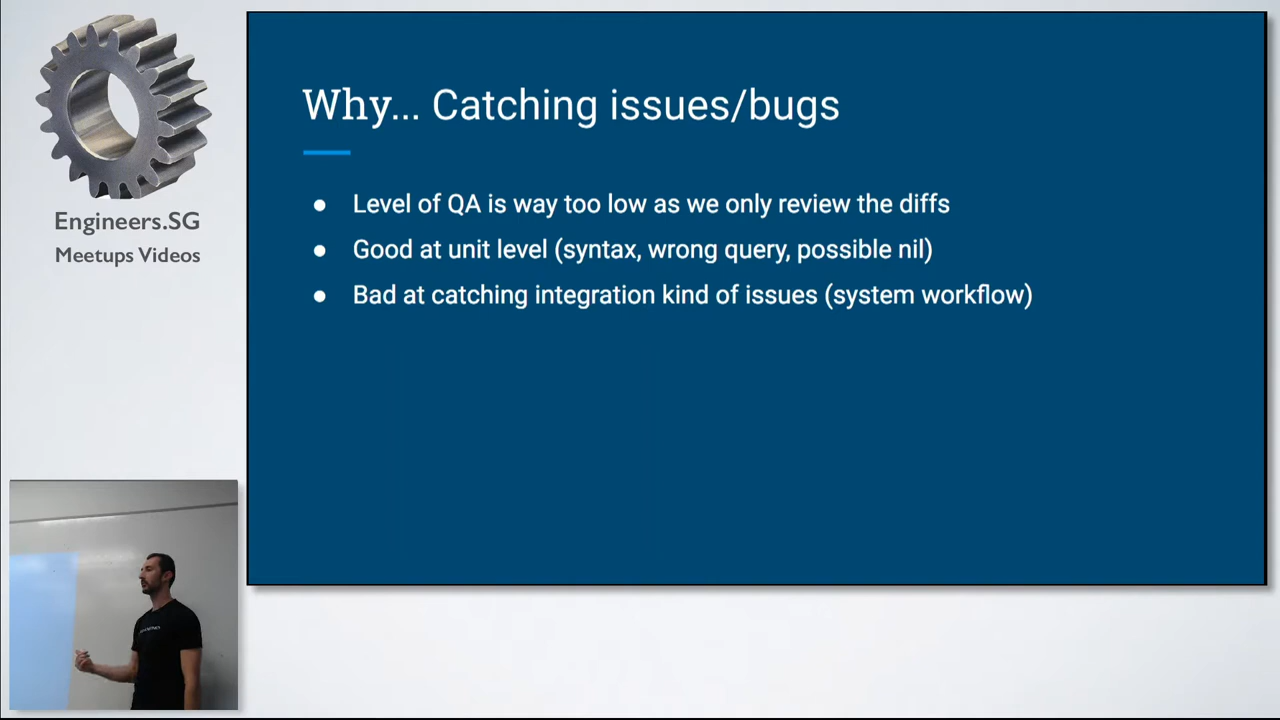 Engineers.SG
Meetups Videos
Why... Catching issues/bugs
● Level of QA is way too low as we only review the diffs
● Good at unit level (syntax, wrong query, possible nil)
● Bad at catching integration kind of issues (system workflow)